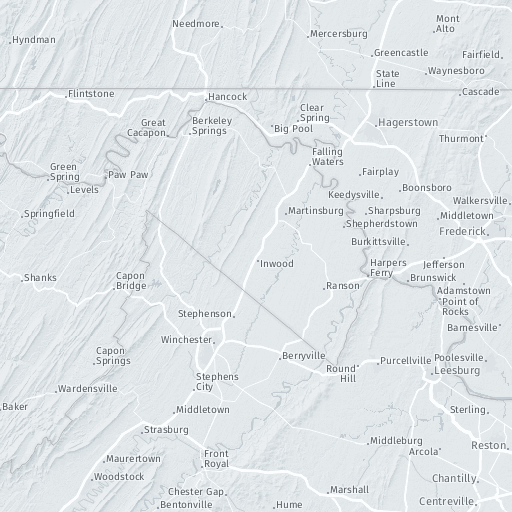 Needmore
Mont
Alto
Hyndman
Mercersburg
Greencastle
Fairfield
State
Line
Waynesboro
Flintstone
Hancock
Cascade
Great
Cacapon
Berkeley
Springs
Clear
Spring
Big Pool
Hagerstown
Thurmont
Falling
Waters
Green
Spring
Levels
Paw Paw
Fairplay
Boonsboro
Keedysville
Walkersville
Springfield
Martinsburg
Sharpsburg
Shepherdstown
Middletown
Frederick
Burkittsville
Inwood
Harpers
Ferry
Jefferson
Brunswick
Shanks
Capon
Bridge
Ranson
Adamstown
Point of
Rocks
Stephenson
Barnesville
Winchester
Capon
Springs
Berryville
Round
Hill
Purcellville
Poolesville
Leesburg
Stephens
City
Wardensville
Baker
Middletown
Sterling
Strasburg
Middleburg
Reston
Arcola
Maurertown
Front
Royal
Woodstock
Chester Gap
Marshall
Chantilly
Bentonville
Hume
Centreville